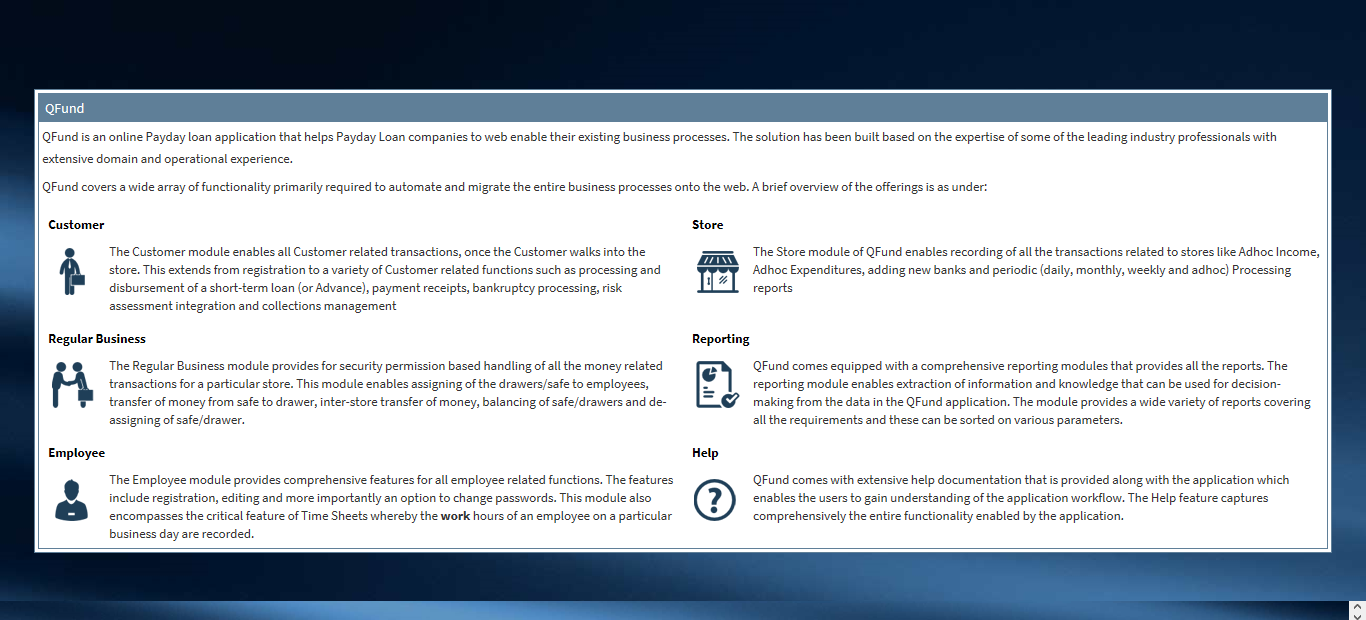 QFund
QFund is an online Payday loan application that helps Payday Loan companies to web enable their existing business processes. The solution has been built based on the expertise of some of the leading industry professionals with
extensive domain and operational experience.
QFund covers a wide array of functionality primarily required to automate and migrate the entire business processes onto the web. A brief overview of the offerings is as under:
Customer
The Customer module enables all Customer related transactions, once the Customer walks into the
store. This extends from registration to a variety of Customer related functions such as processing and
disbursement of a short-term loan (or Advance), payment receipts, bankruptcy processing, risk
assessment integration and collections management
Store
The Store module of QFund enables recording of all the transactions related to stores like Adhoc Income,
Adhoc Expenditures, adding new banks and periodic (daily, monthly, weekly and adhoc) Processing
reports
Regular Business
The Regular Business module provides for security permission based handling of all the money related
transactions for a particular store. This module enables assigning of the drawers/safe to employees,
transfer of money from safe to drawer, inter-store transfer of money, balancing of safe/drawers and de-
assigning of safe/drawer.
Reporting
QFund comes equipped with a comprehensive reporting modules that provides all the reports. The
reporting module enables extraction of information and knowledge that can be used for decision-
making from the data in the QFund application. The module provides a wide variety of reports covering
all the requirements and these can be sorted on various parameters.
Employee
The Employee module provides comprehensive features for all employee related functions. The features
include registration, editing and more importantly an option to change passwords. This module also
encompasses the critical feature of Time Sheets whereby the work hours of an employee on a particular
business day are recorded.
Help
QFund comes with extensive help documentation that is provided along with the application which
enables the users to gain understanding of the application workflow. The Help feature captures
comprehensively the entire functionality enabled by the application.